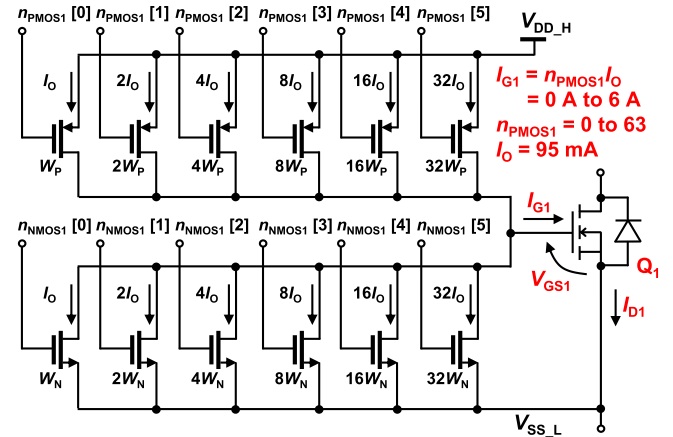 nPMOS1 [0] nPMOS1 [1] nPMOS1 [2] nPMOS1 [3] nPMOS1 [4] nPMOS1 [5]
VDD_H
IO 2IO 4IO 8IO 16IO 32IO
IG1 = nPMOS1IO
= 0 A to 6 A
nPMOS1 = 0 to 63
IO = 95 mA
WP 2WP 4WP 8WP 16WP 32WP
IG1
nNMOS1 [0] nNMOS1 [1] nNMOS1 [2] nNMOS1 [3] nNMOS1 [4] nNMOS1 [5]
VGS1
Q1
IO 2IO 4IO 8IO 16IO 32IO
ID1
WN 2WN 4WN 8WN 16WN 32WN
VSS_L